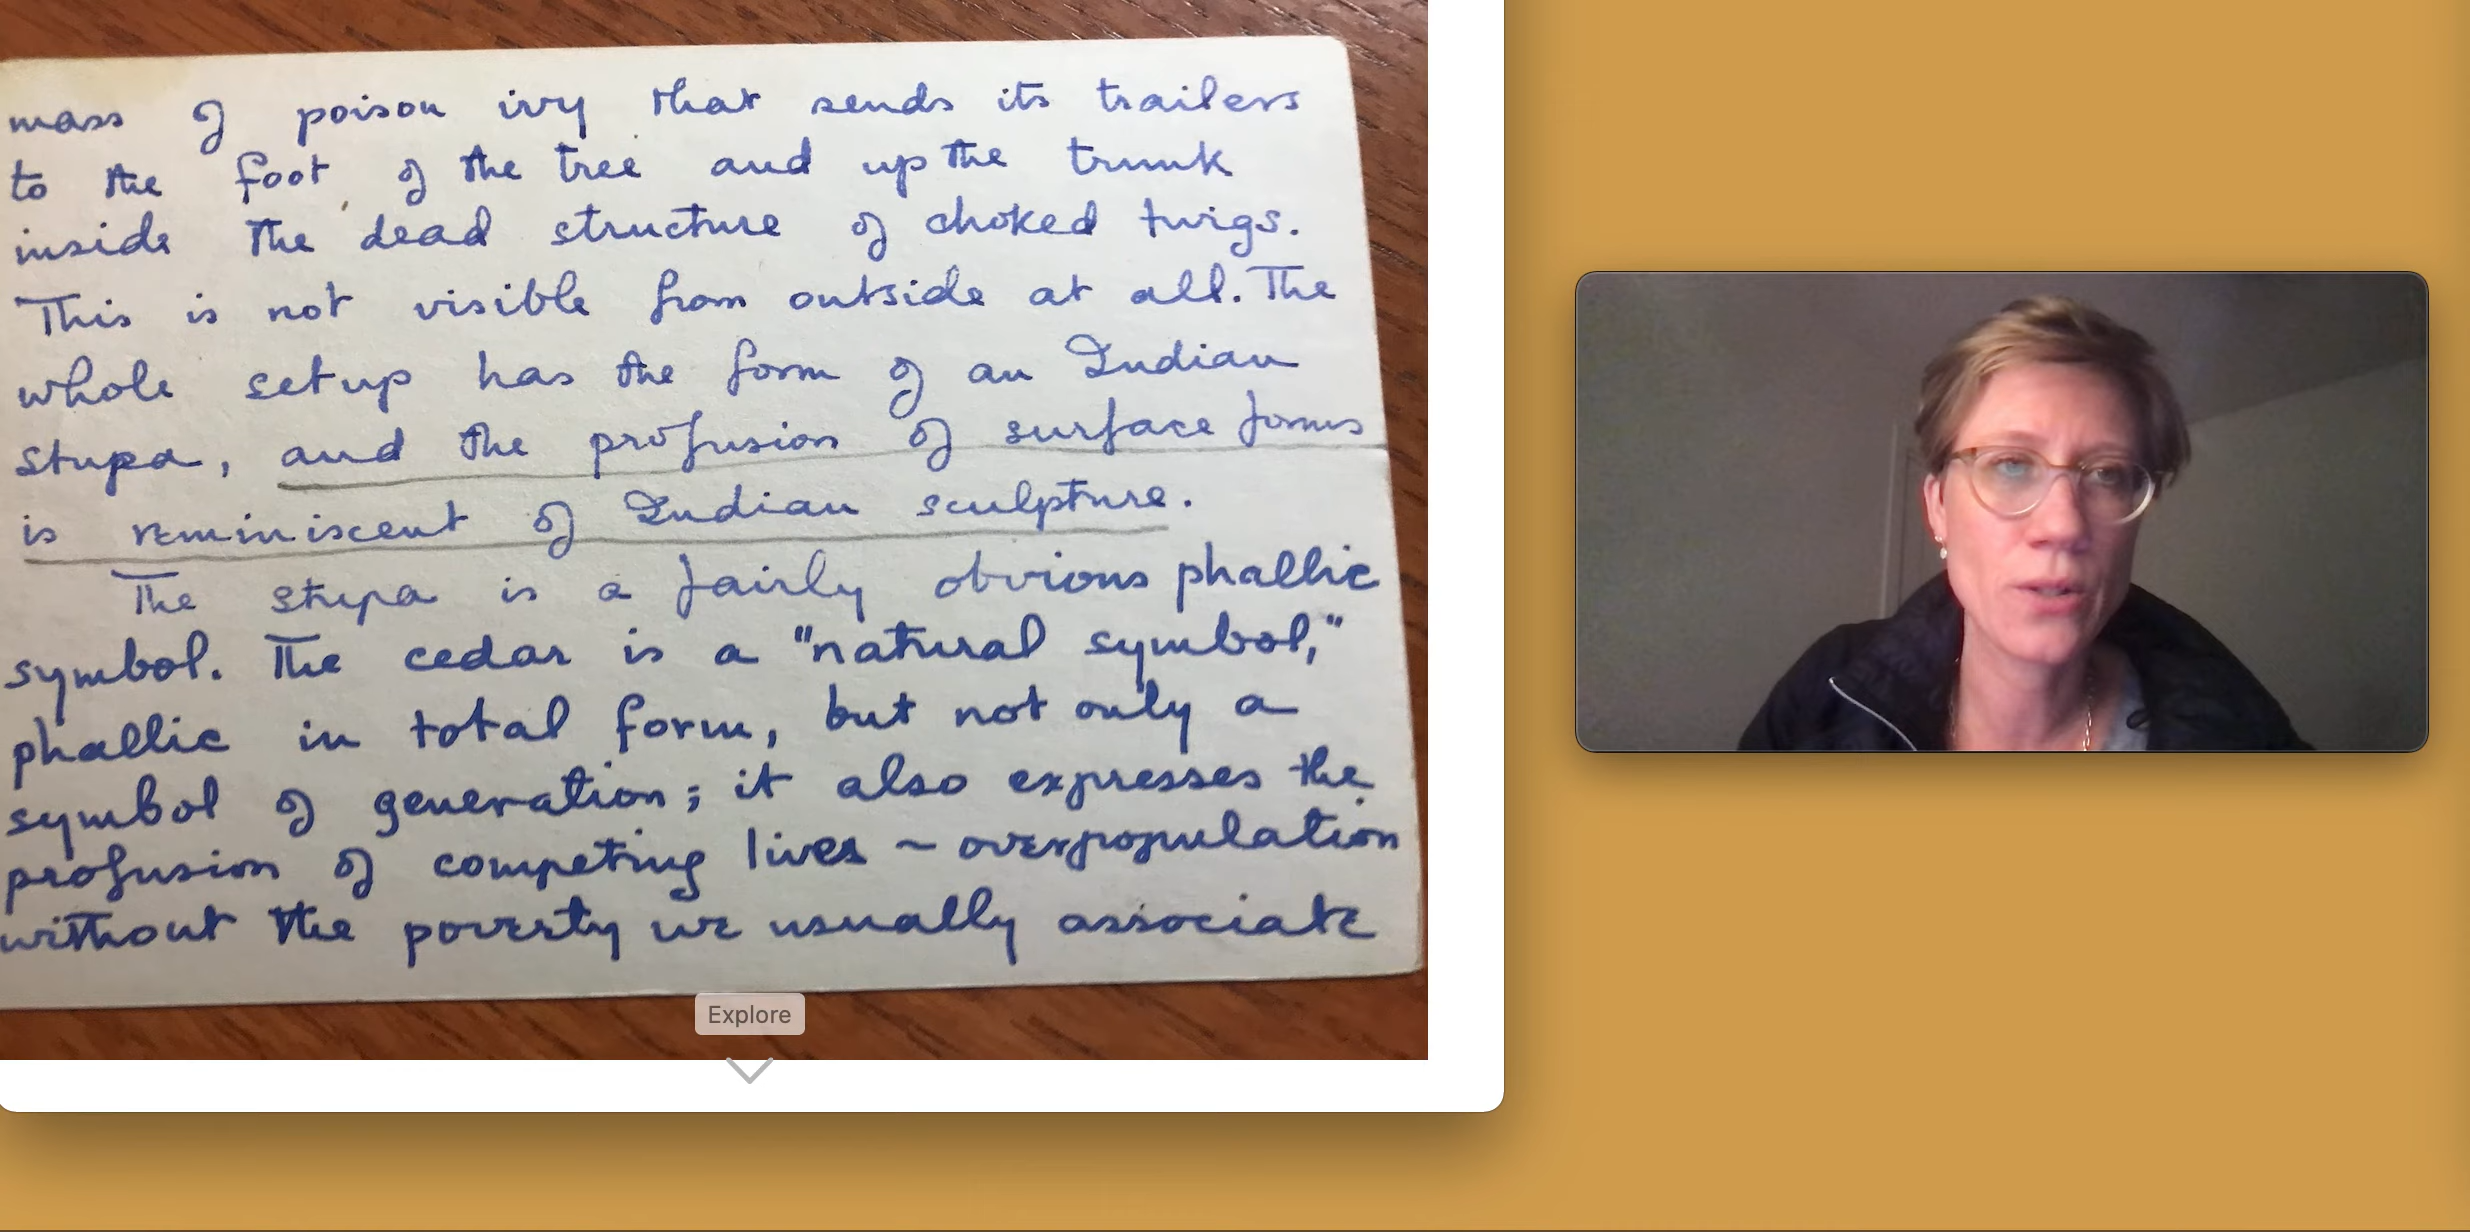 mass of poison ivy that sends its trailers
to the foot of the tree and up the trunk
inside the dead structure of choked twigs.
This is not visible from outside at all. The
whole setup has the form of an Indian
stupa, and the profusion of surface forms
is reminiscent of Indian sculpture.
The stupa is a fairly obvious phallic
symbol. The cedar is a "natural symbol,"
phallic in total form, but not only a
symbol of generation; it also expresses the
profusion of competing lives ~ overpopulation
without the poverty we usually associate
Explore